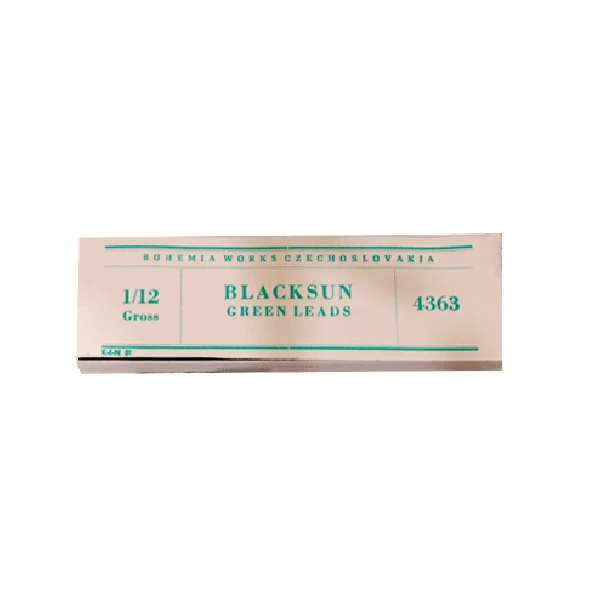 BOHEMIA WORKS CZECHOSLOVAKIA
1/12
Gross
BLACKSUN
GREEN LEADS
4363